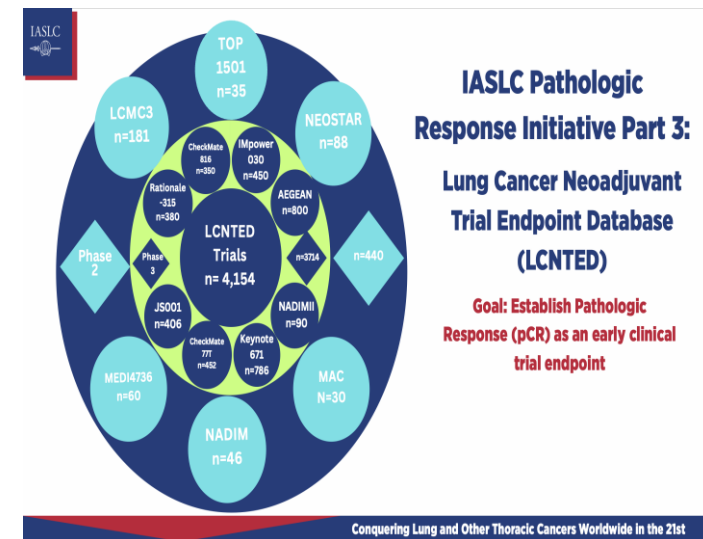 IASLC
TOP
1501
n=35
LCMC3
n=181
NEOSTAR
n=88
CheckMate
816
n=350
IMpower
030
n=450
Rationale
-315
n=380
AEGEAN
n=800
LCNTED
Trials
n= 4,154
Phase
2
Phase
3
n=3714
n=440
JS001
n=406
NADIMII
n=90
CheckMate
77T
n=452
Keynote
671
n=786
MEDI4736
n=60
MAC
N=30
NADIM
n=46
IASLC Pathologic
Response Initiative Part 3:
Lung Cancer Neoadjuvant
Trial Endpoint Database
(LCNTED)
Goal: Establish Pathologic
Response (pCR) as an early clinical
trial endpoint
Conquering Lung and Other Thoracic Cancers Worldwide in the 21st